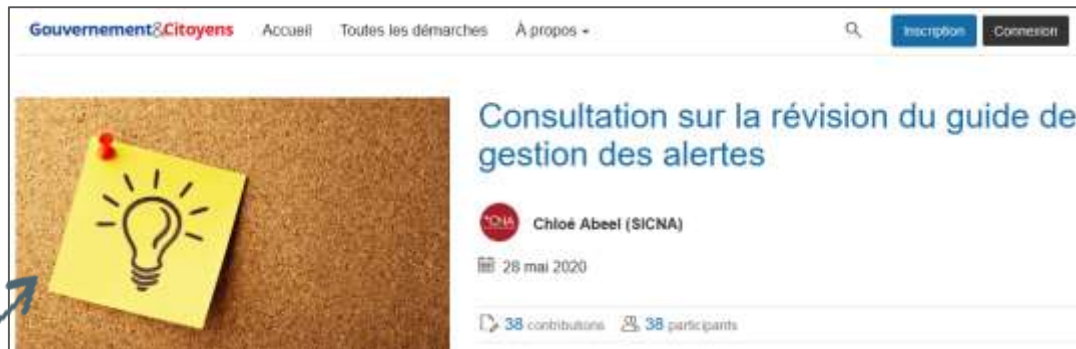 Gouvernement&Citoyens Accueil Toutes les démarches À propos Inscription Connexion
Consultation sur la révision du guide de
gestion des alertes
CNA Chloé Abeel (SICNA)
28 mai 2020
38 contributions 38 participants